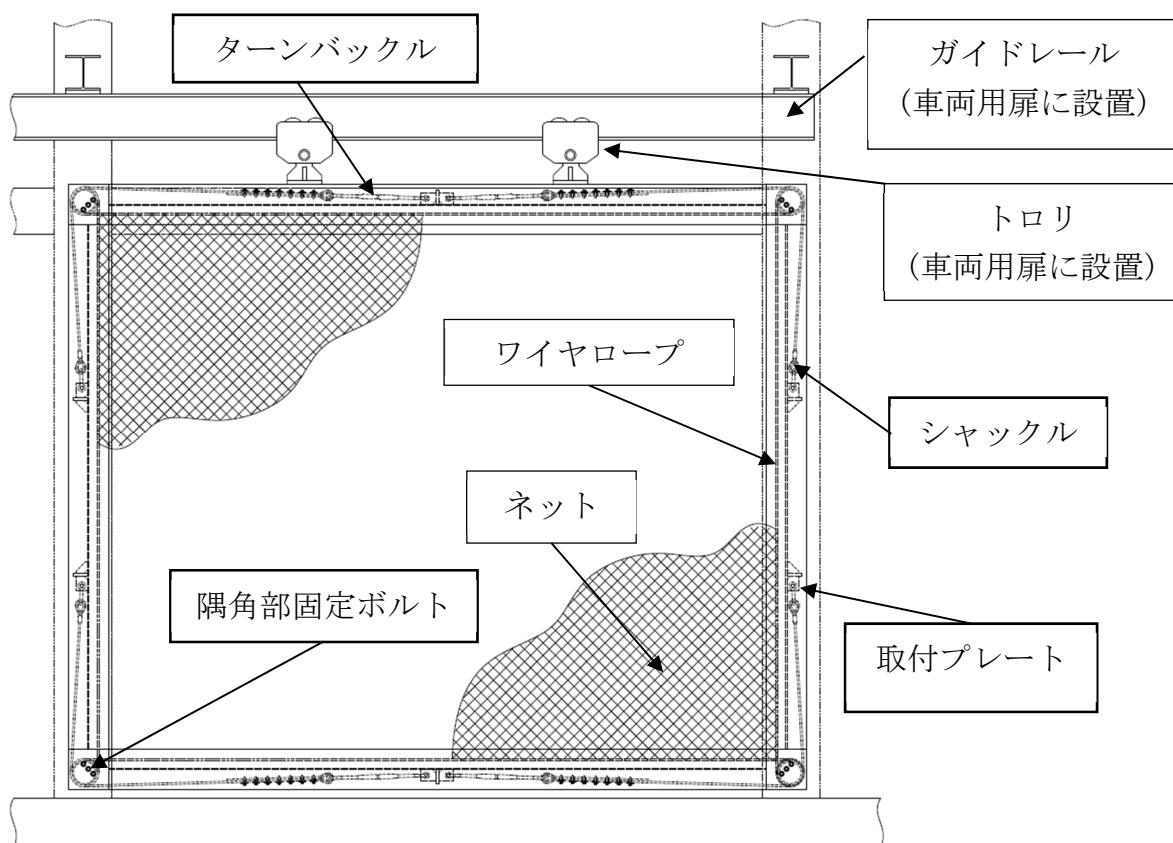 ターンバックル
ガイドレール
(車両用扉に設置)
トロリ
(車両用扉に設置)
ワイヤロープ
シャックル
ネット
隅角部固定ボルト
取付プレート